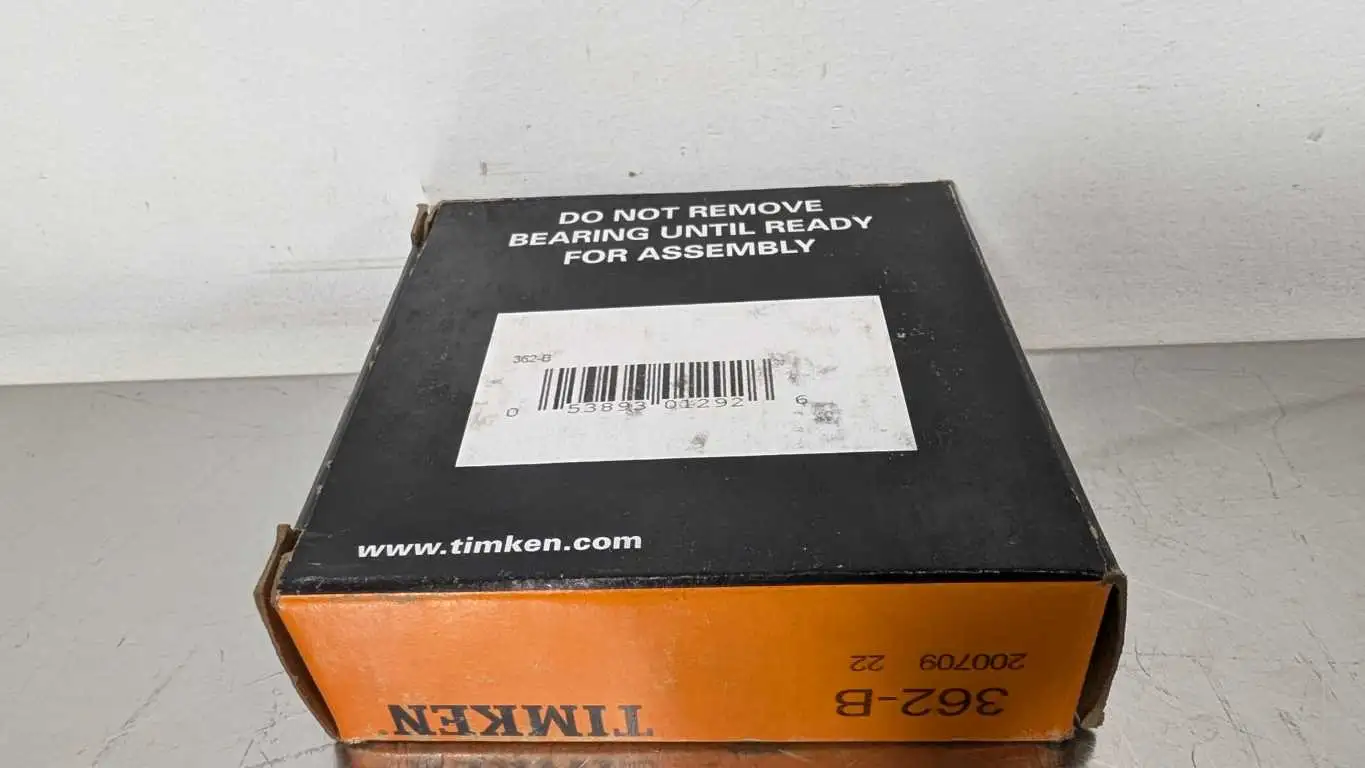 DO NOT REMOVE
BEARING UNTIL READY
FOR ASSEMBLY
362-B
0 53893 01292 6
www.timken.com
TIMKEN
362-B
200709 22